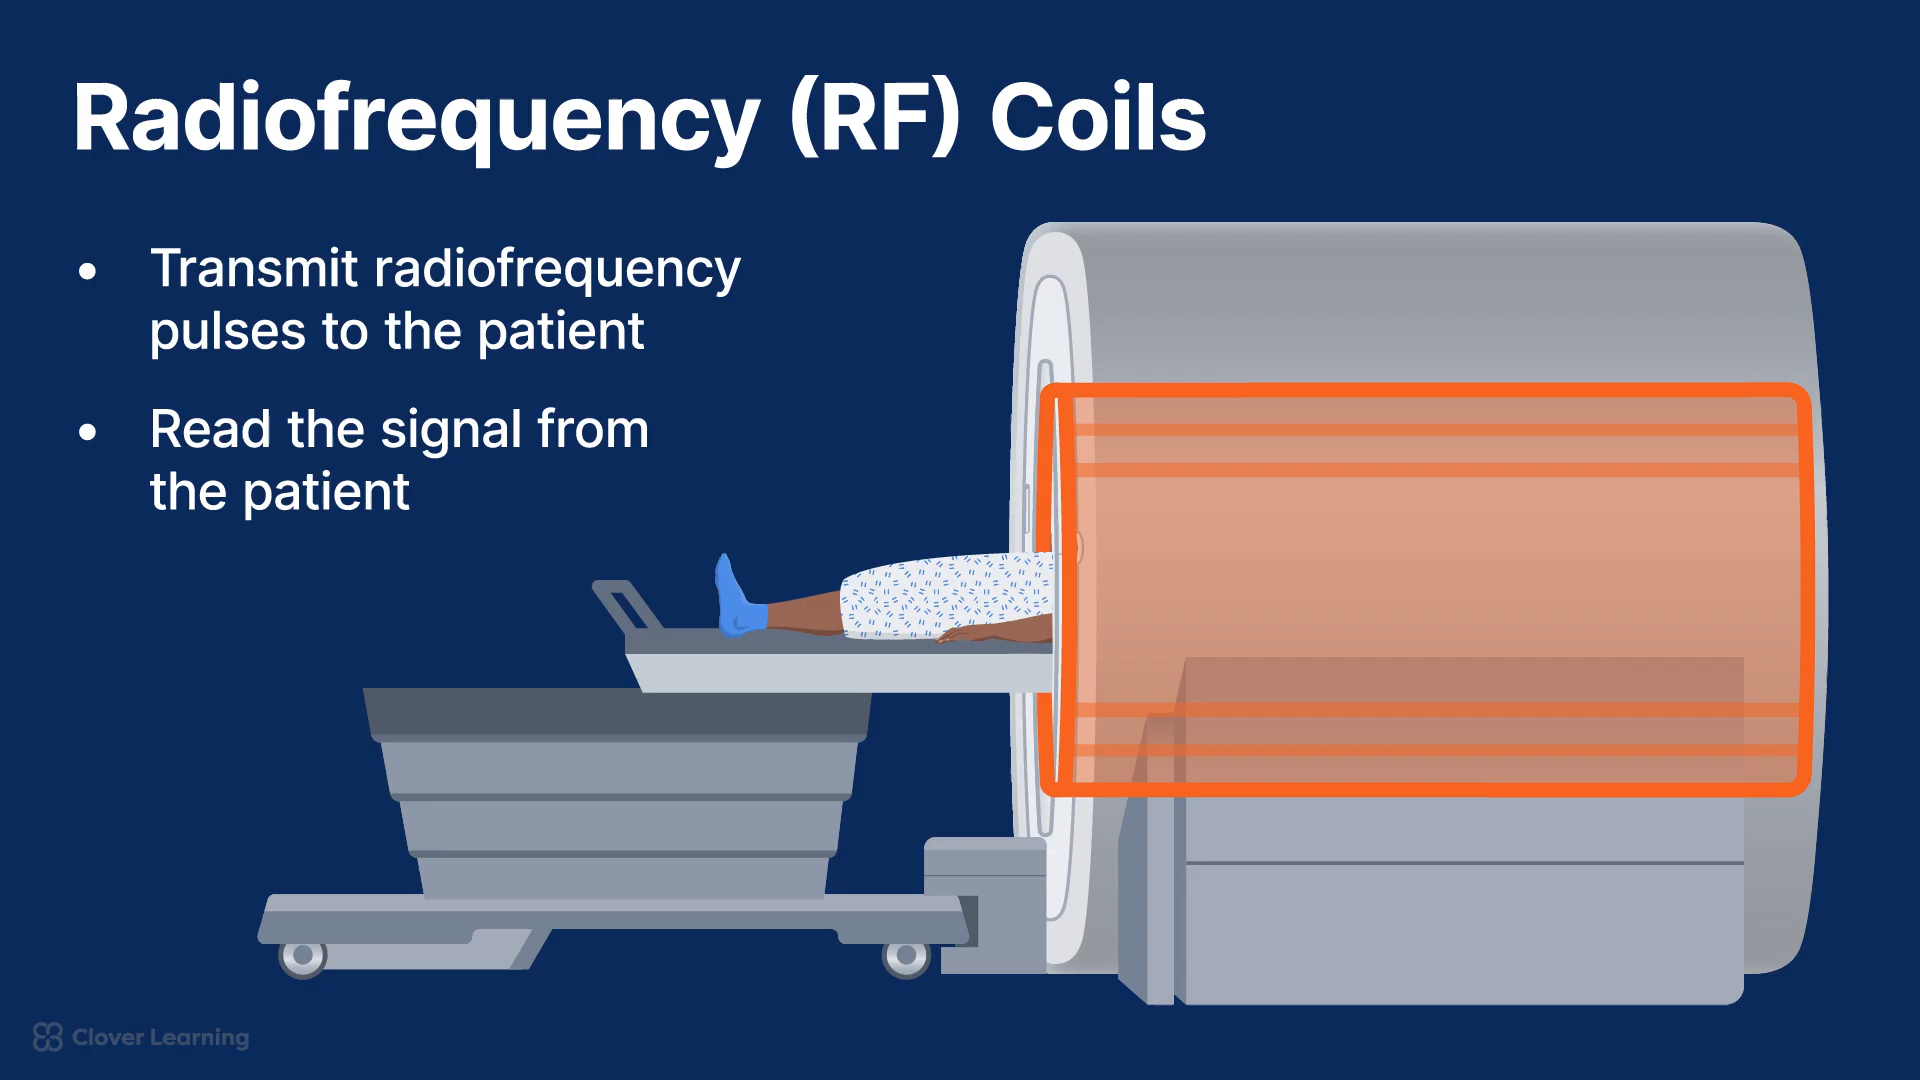 Radiofrequency (RF) Coils
• Transmit radiofrequency
pulses to the patient
• Read the signal from
the patient
Clover Learning